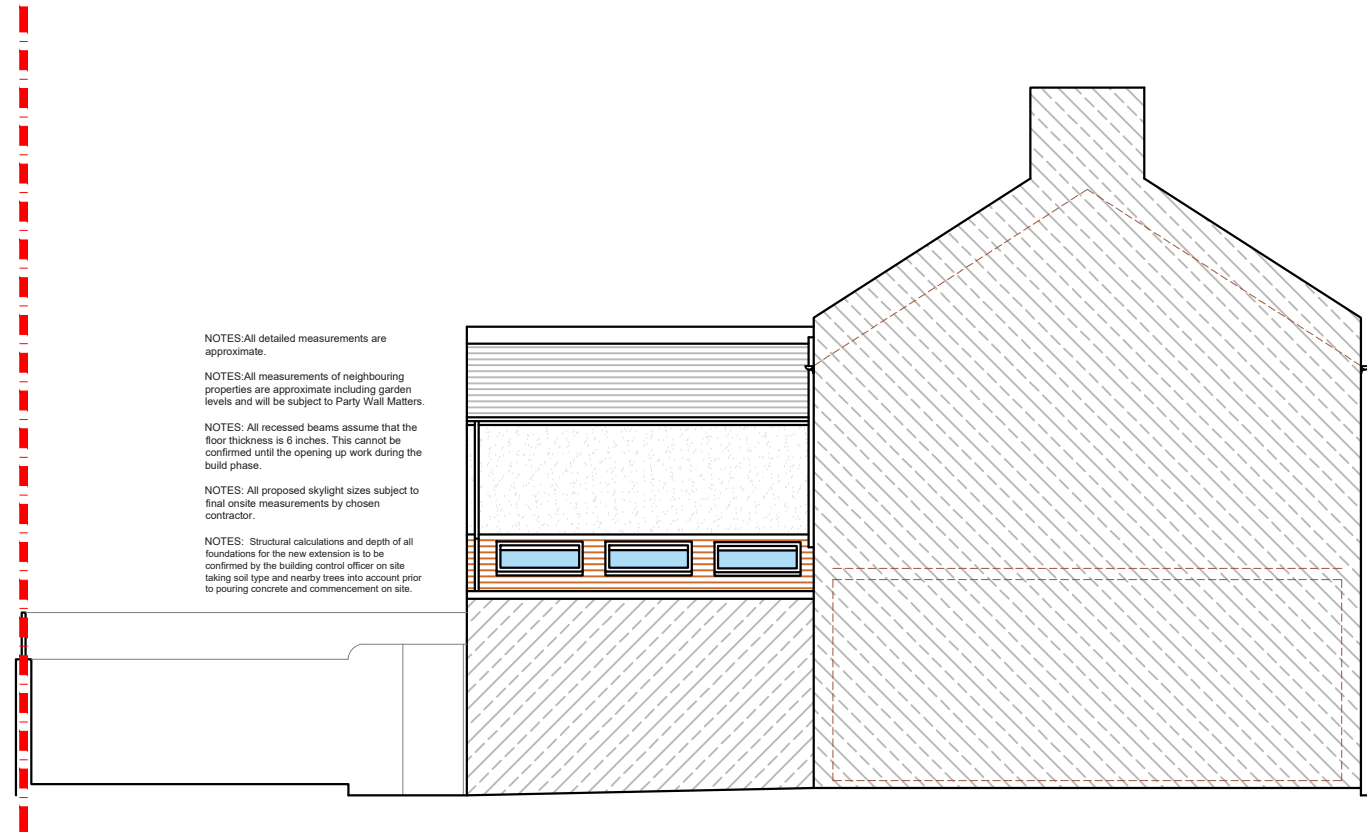 NOTES:All detailed measurements are
approximate.
NOTES:All measurements of neighbouring
properties are approximate including garden
levels and will be subject to Party Wall Matters.
NOTES: All recessed beams assume that the
floor thickness is 6 inches. This cannot be
confirmed until the opening up work during the
build phase.
NOTES: All proposed skylight sizes subject to
final onsite measurements by chosen
contractor.
NOTES: Structural calculations and depth of all
foundations for the new extension is to be
confirmed by the building control officer on site
taking soil type and nearby trees into account prior
to pouring concrete and commencement on site.